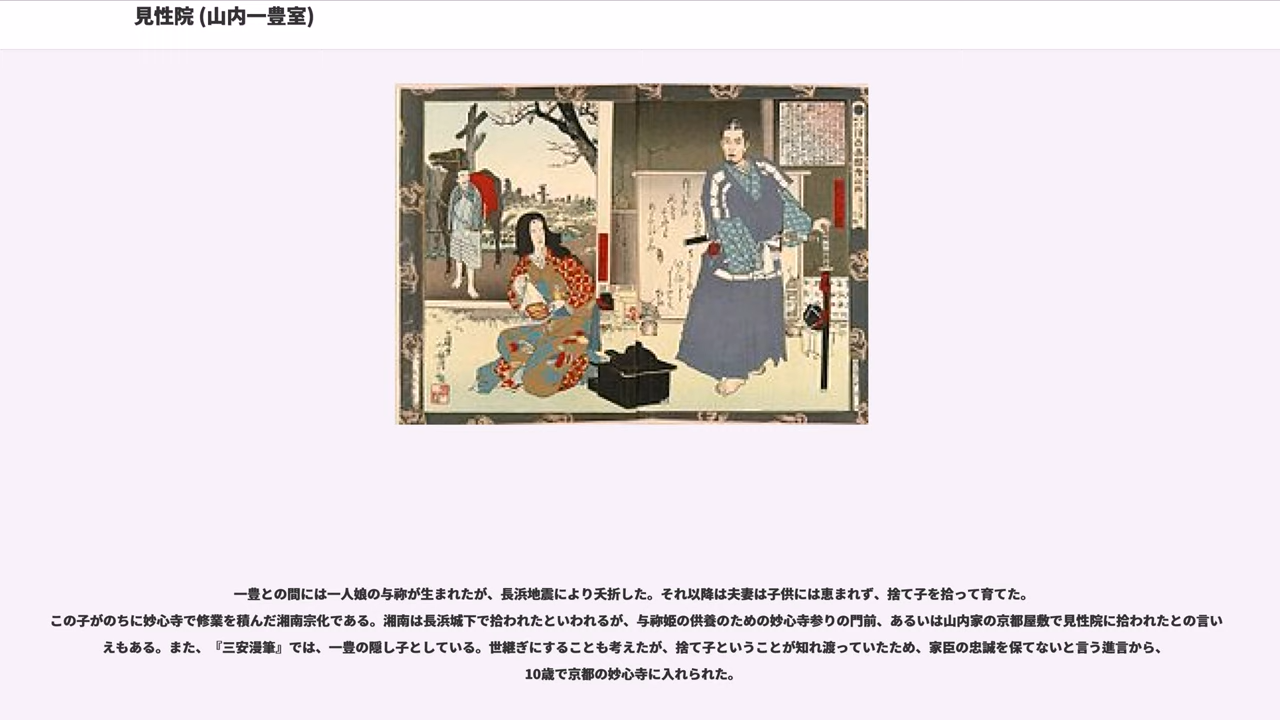 見性院 (山内一豊室)
一豊との間には一人娘の与祢が生まれたが、長浜地震により夭折した。それ以降は夫妻は子供には恵まれず、捨て子を拾って育てた。
この子がのちに妙心寺で修業を積んだ湘南宗化である。湘南は長浜城下で拾われたといわれるが、与祢姫の供養のための妙心寺参りの門前、あるいは山内家の京都屋敷で見性院に拾われたとの言い
えもある。また、『三安漫筆』では、一豊の隠し子としている。世継ぎにすることも考えたが、捨て子ということが知れ渡っていたため、家臣の忠誠を保てないと言う進言から、
10歳で京都の妙心寺に入れられた。